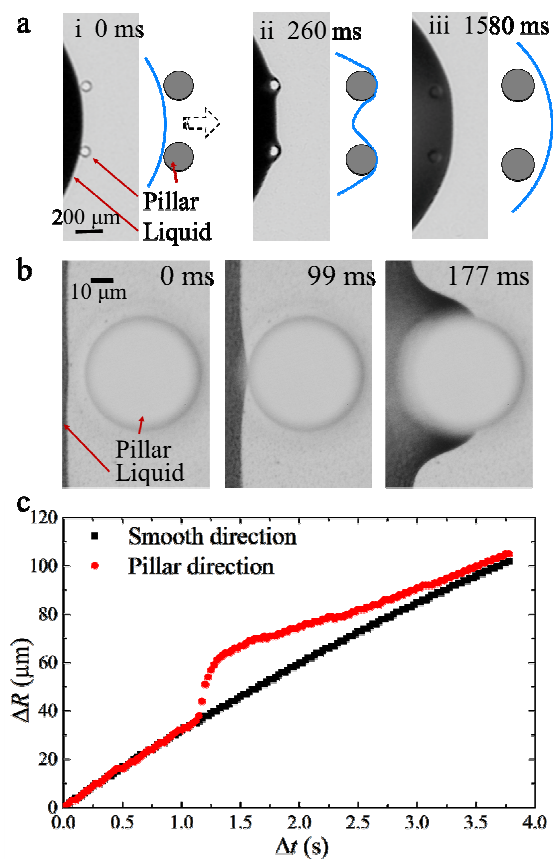 a
i 0 ms
ii 260 ms
iii 1580 ms
Pillar
Liquid
200 μm
b
0 ms
99 ms
177 ms
10 μm
Pillar
Liquid
c
120
100
80
60
40
20
0
ΔR (μm)
Smooth direction
Pillar direction
0.0 0.5 1.0 1.5 2.0 2.5 3.0 3.5 4.0
Δt (s)